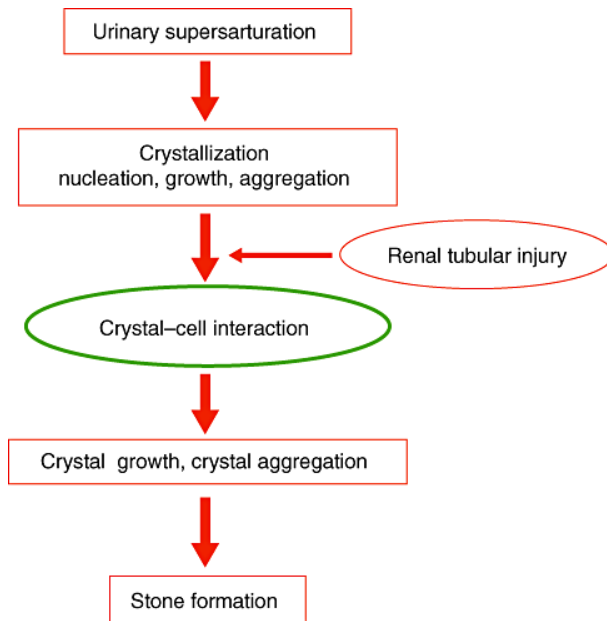 Urinary supersarturation
Crystallization
nucleation, growth, aggregation
Renal tubular injury
Crystal–cell interaction
Crystal growth, crystal aggregation
Stone formation